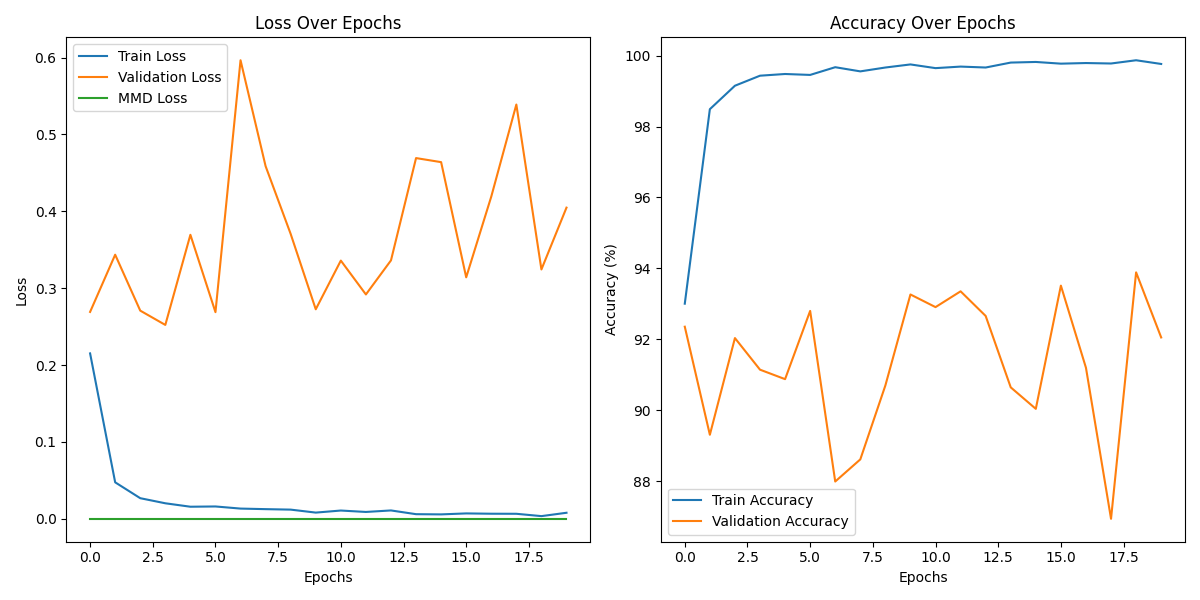 Loss Over Epochs
Train Loss
Validation Loss
MMD Loss
0.6
0.5
0.4
0.3
0.2
0.1
0.0
Loss
0.0 2.5 5.0 7.5 10.0 12.5 15.0 17.5
Epochs
Accuracy Over Epochs
100
98
96
94
92
90
88
Accuracy (%)
Train Accuracy
Validation Accuracy
0.0 2.5 5.0 7.5 10.0 12.5 15.0 17.5
Epochs